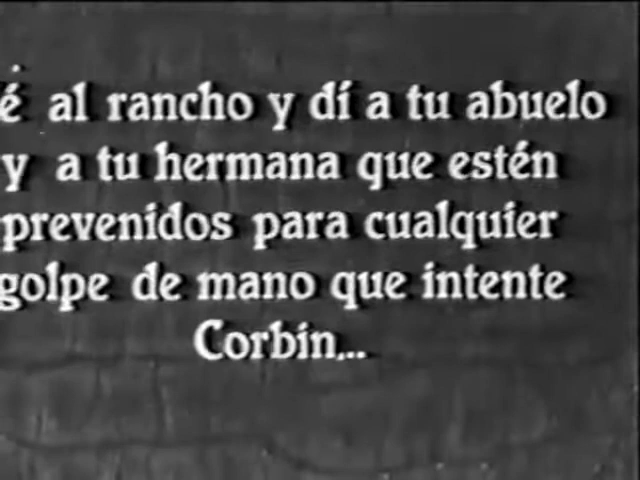 é al rancho y dí a tu abuelo
y a tu hermana que estén
prevenidos para cualquier
golpe de mano que intente
Corbin...